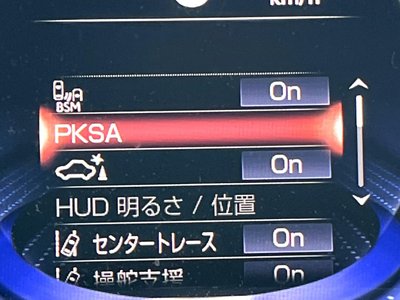 km/h
BSM On
PKSA
On
HUD 明るさ / 位置
センタートレース On
操舵支援 On